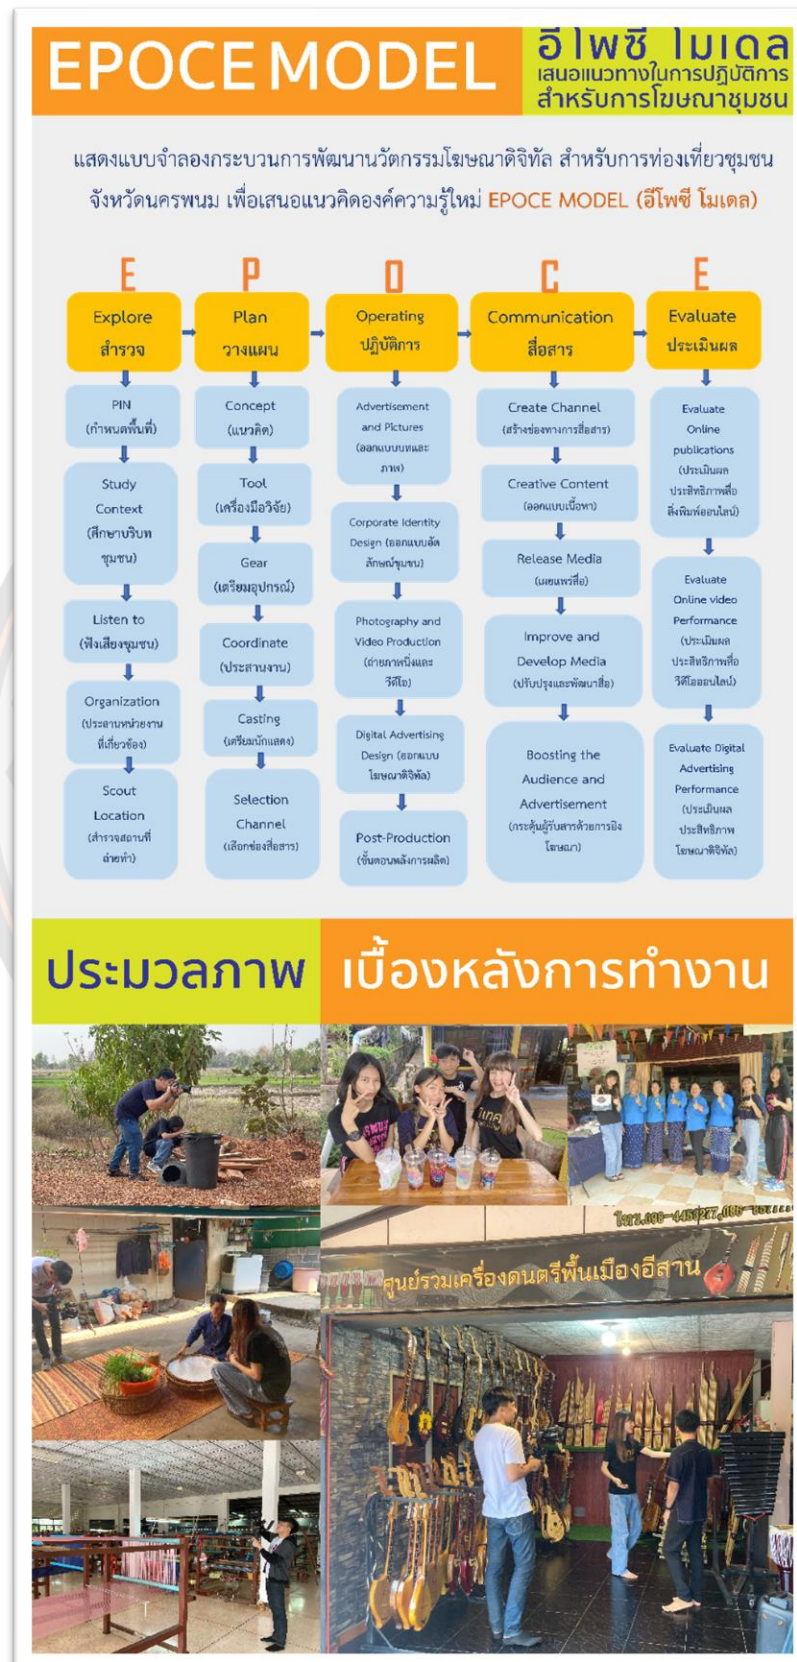 EPOCE MODEL
อีโพซี โมเดล
เสนอแนวทางในการปฏิบัติการ
สำหรับการโฆษณาชุมชน
แสดงแบบจำลองกระบวนการพัฒนานวัตกรรมโฆษณาดิจิทัล สำหรับการท่องเที่ยวชุมชน
จังหวัดนครพนม เพื่อเสนอแนวคิดองค์ความรู้ใหม่ EPOCE MODEL (อีโพซี โมเดล)
E
Explore
สำรวจ
PIN
(กำหนดพื้นที่)
Study
Context
(ศึกษาบริบท
ชุมชน)
Listen to
(ฟังเสียงชุมชน)
Organization
(ประสานหน่วยงาน
ที่เกี่ยวข้อง)
Scout
Location
(สำรวจสถานที่
ถ่ายทำ)
P
Plan
วางแผน
Concept
(แนวคิด)
Tool
(เครื่องมือวิจัย)
Gear
(เตรียมอุปกรณ์)
Coordinate
(ประสานงาน)
Casting
(เตรียมนักแสดง)
Selection
Channel
(เลือกช่องสื่อสาร)
O
Operating
ปฏิบัติการ
Advertisement
and Pictures
(ออกแบบบทและ
ภาพ)
Corporate Identity
Design (ออกแบบอัต
ลักษณ์ชุมชน)
Photography and
Video Production
(ถ่ายภาพนิ่งและ
วีดีโอ)
Digital Advertising
Design (ออกแบบ
โฆษณาดิจิทัล)
Post-Production
(ขั้นตอนหลังการผลิต)
C
Communication
สื่อสาร
Create Channel
(สร้างช่องทางการสื่อสาร)
Creative Content
(ออกแบบเนื้อหา)
Release Media
(เผยแพร่สื่อ)
Improve and
Develop Media
(ปรับปรุงและพัฒนาสื่อ)
Boosting the
Audience and
Advertisement
(กระตุ้นผู้รับสารด้วยการยิง
โฆษณา)
E
Evaluate
ประเมินผล
Evaluate
Online
publications
(ประเมินผล
ประสิทธิภาพสื่อ
สิ่งพิมพ์ออนไลน์)
Evaluate
Online video
Performance
(ประเมินผล
ประสิทธิภาพสื่อ
วีดีโอออนไลน์)
Evaluate Digital
Advertising
Performance
(ประเมินผล
ประสิทธิภาพ
โฆษณาดิจิทัล)
ประมวลภาพ
เบื้องหลังการทำงาน
ศูนย์รวมเครื่องดนตรีพื้นเมืองอีสาน